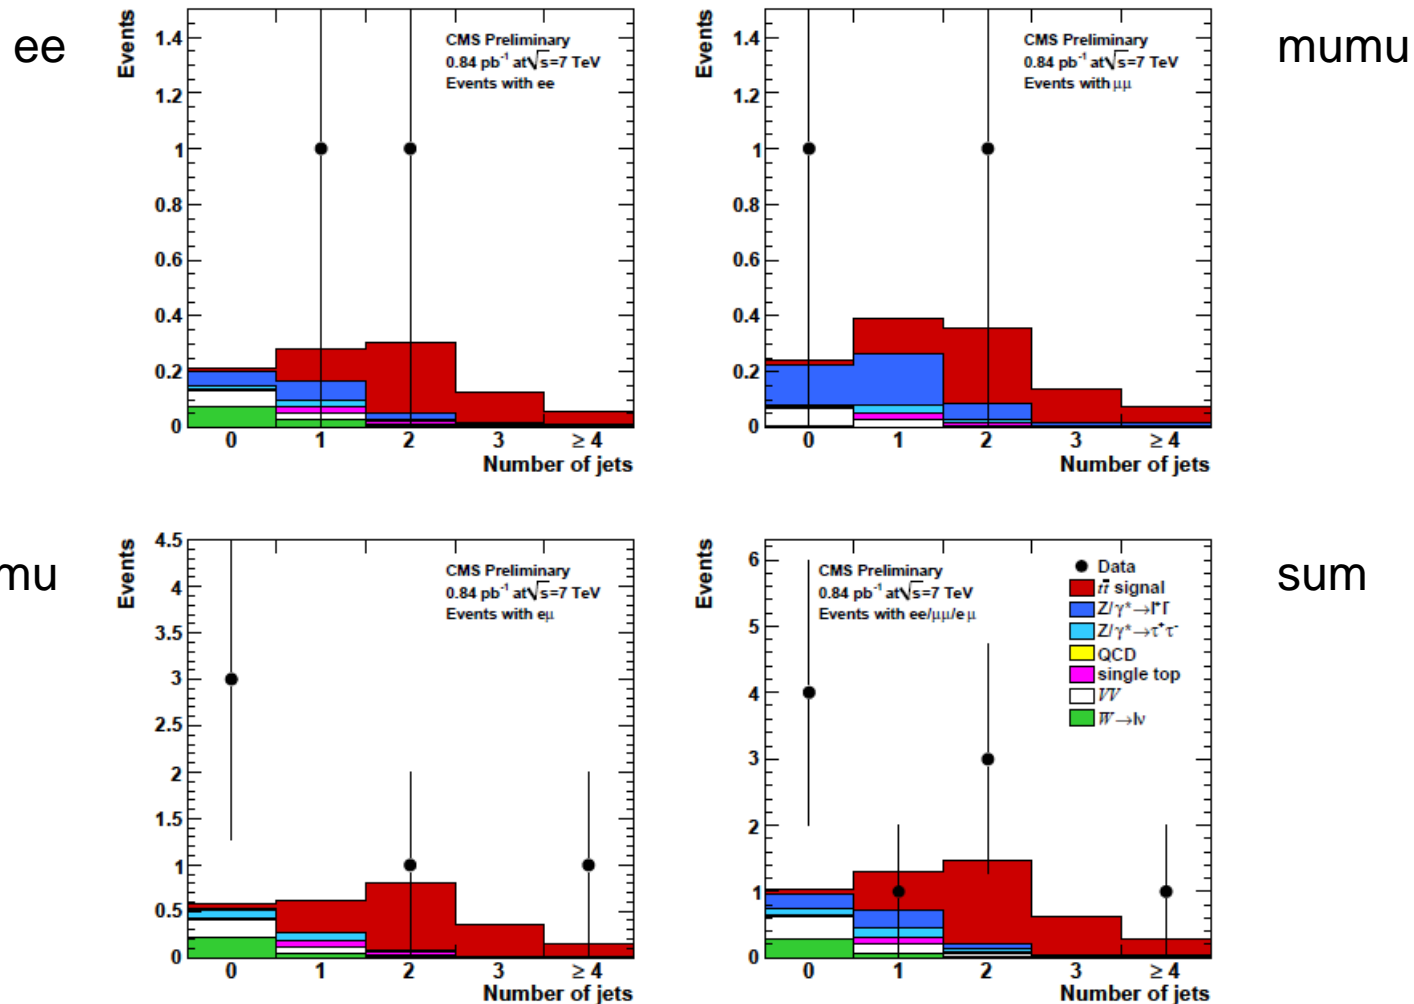 ee
Events
1.4
1.2
1
0.8
0.6
0.4
0.2
0
CMS Preliminary
0.84 pb⁻¹ at√s=7 TeV
Events with ee
0 1 2 3 ≥ 4
Number of jets
mumu
Events
1.4
1.2
1
0.8
0.6
0.4
0.2
0
CMS Preliminary
0.84 pb⁻¹ at√s=7 TeV
Events with μμ
0 1 2 3 ≥ 4
Number of jets
mu
Events
4.5
4
3.5
3
2.5
2
1.5
1
0.5
0
CMS Preliminary
0.84 pb⁻¹ at√s=7 TeV
Events with eμ
0 1 2 3 ≥ 4
Number of jets
sum
Events
6
5
4
3
2
1
0
CMS Preliminary
0.84 pb⁻¹ at√s=7 TeV
Events with ee/μμ/eμ
Data
tt̄ signal
Z/γ*→l⁺l⁻
Z/γ*→τ⁺τ⁻
QCD
single top
VV
W→lν
0 1 2 3 ≥ 4
Number of jets